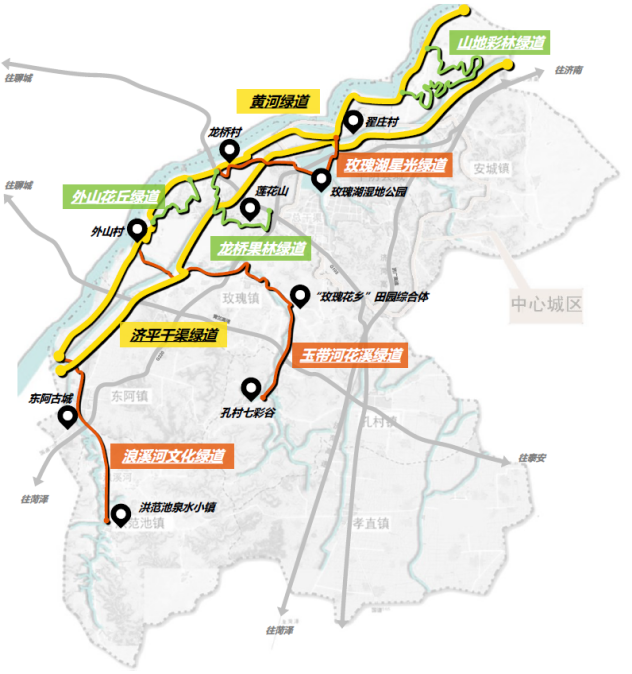 山地彩林绿道
往聊城
往济南
黄河绿道
翟庄村
龙桥村
玫瑰湖星光绿道
安城镇
往聊城
外山花丘绿道
莲花山
玫瑰湖湿地公园
外山村
龙桥果林绿道
玫瑰镇
“玫瑰花乡”田园综合体
中心城区
济平干渠绿道
玉带河花溪绿道
东阿镇
孔村七彩谷
东阿古城
孔村镇
浪溪河文化绿道
往泰安
往菏泽
洪范池泉水小镇
范池镇
孝直镇
往菏泽